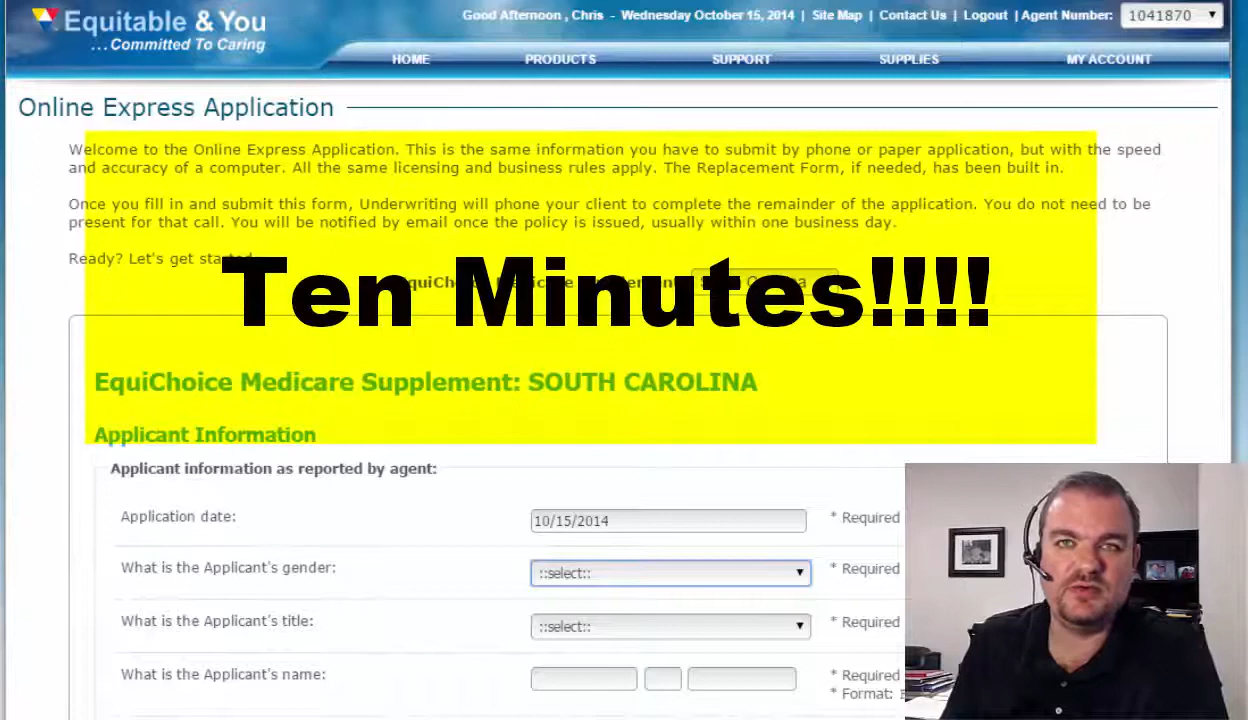 Equitable & You
...Committed To Caring
Good Afternoon , Chris - Wednesday October 15, 2014 | Site Map | Contact Us | Logout | Agent Number: 1041870
HOME PRODUCTS SUPPORT SUPPLIES MY ACCOUNT
Online Express Application
Welcome to the Online Express Application. This is the same information you have to submit by phone or paper application, but with the speed
and accuracy of a computer. All the same licensing and business rules apply. The Replacement Form, if needed, has been built in.
Once you fill in and submit this form, Underwriting will phone your client to complete the remainder of the application. You do not need to be
present for that call. You will be notified by email once the policy is issued, usually within one business day.
Ready? Let's get started
Ten Minutes!!!!
EquiChoice Medicare Supplement: SOUTH CAROLINA
Applicant Information
Applicant information as reported by agent:
Application date: 10/15/2014 * Required
What is the Applicant's gender: ::select:: * Required
What is the Applicant's title: ::select:: * Required
What is the Applicant's name: * Required
* Format: